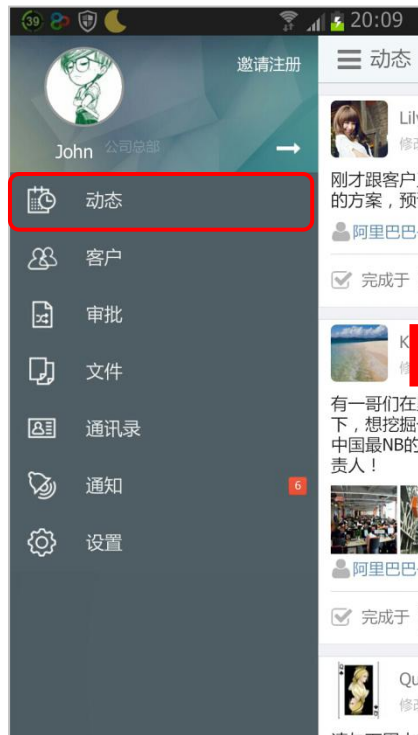 39
20:09
邀请注册
John 公司总部
动态
客户
审批
文件
通讯录
通知
6
设置
动态
刚才跟客户
的方案，预
阿里巴巴
完成于
K
有一哥们在
下，想挖掘
中国最NB的
责人！
阿里巴巴
完成于
Qu